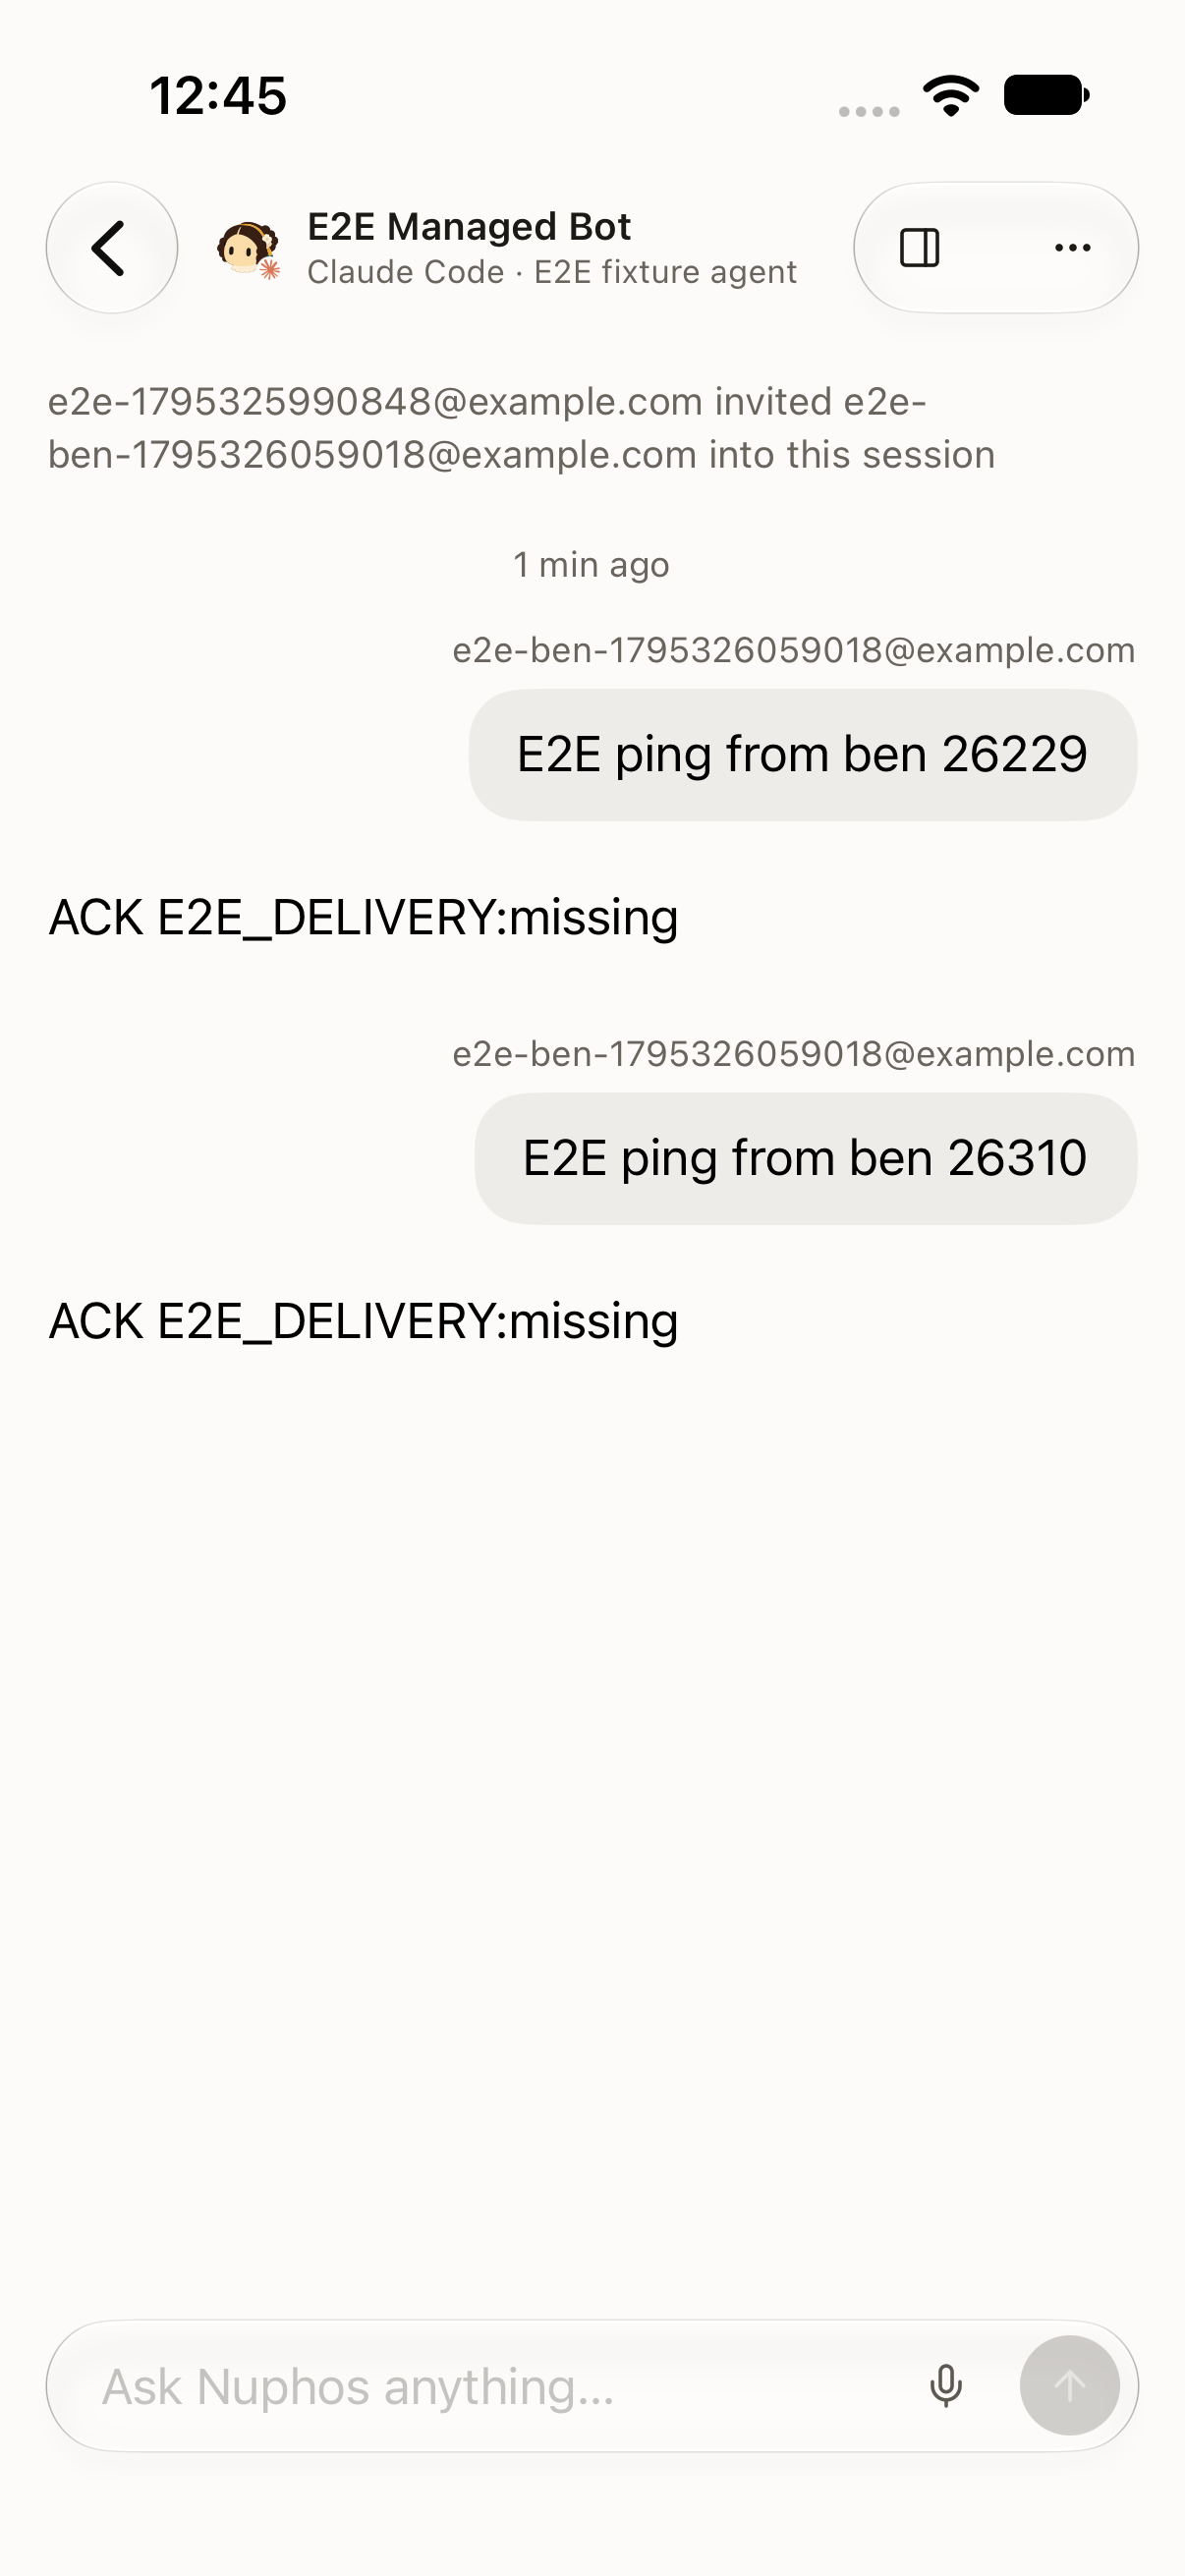 12:45
E2E Managed Bot
Claude Code · E2E fixture agent
e2e-1795325990848@example.com invited e2e-
ben-1795326059018@example.com into this session
1 min ago
e2e-ben-1795326059018@example.com
E2E ping from ben 26229
ACK E2E_DELIVERY:missing
e2e-ben-1795326059018@example.com
E2E ping from ben 26310
ACK E2E_DELIVERY:missing
Ask Nuphos anything...